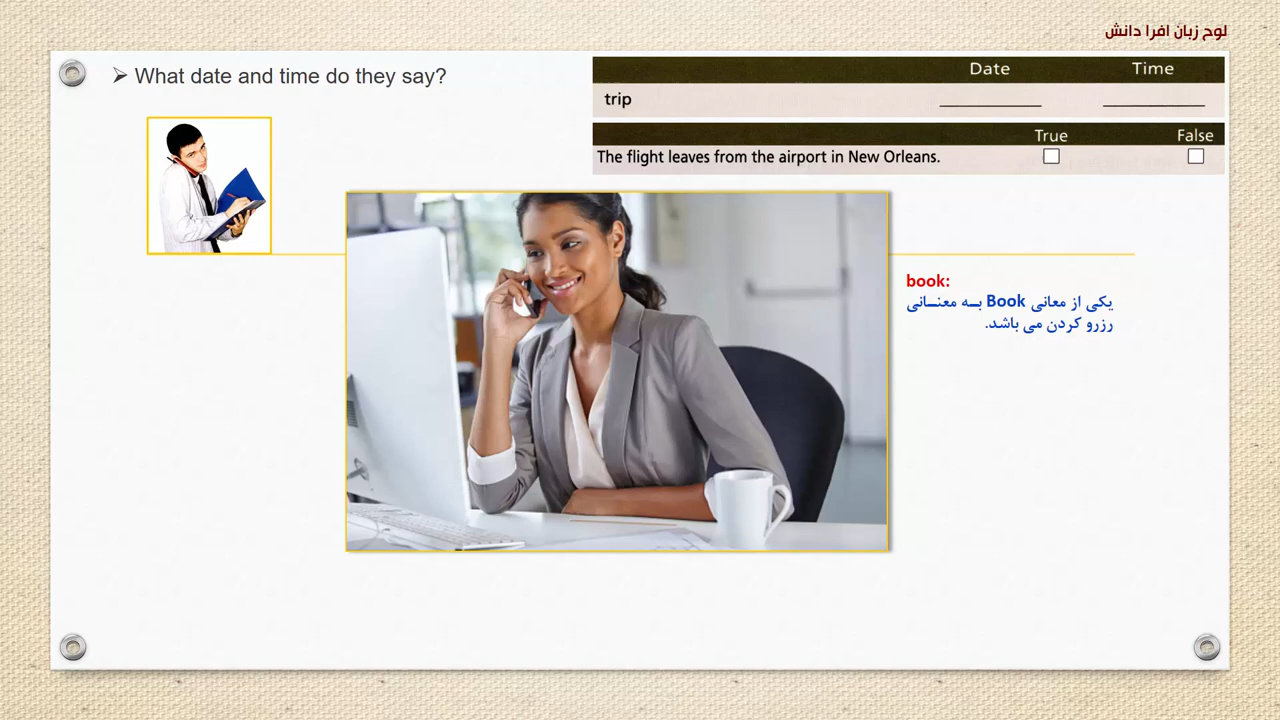 لوح زبان افرا دانش
➢ What date and time do they say?
Date Time
trip
True False
The flight leaves from the airport in New Orleans.
book:
یکی از معانی Book بـه معنـانی
رزرو کردن می باشد.